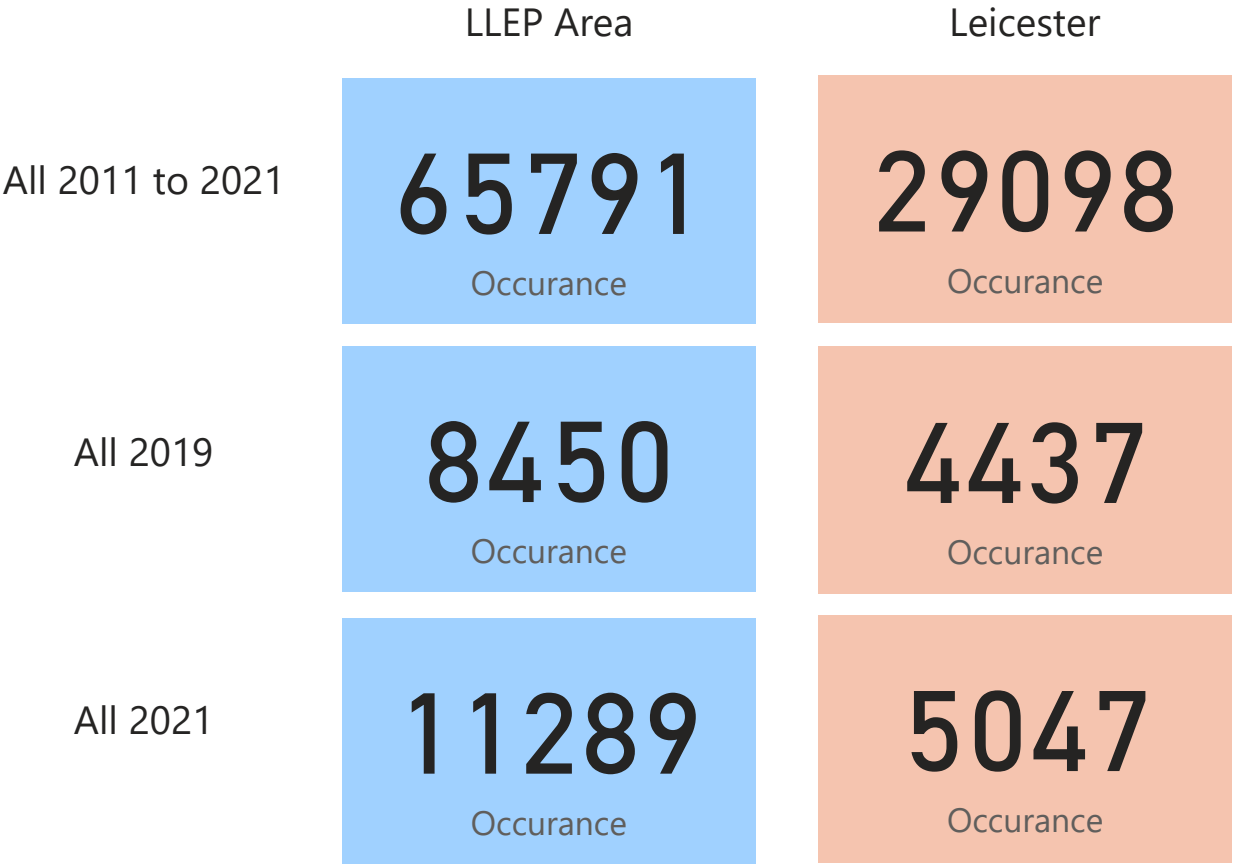 LLEP Area
Leicester
All 2011 to 2021
65791
Occurance
29098
Occurance
All 2019
8450
Occurance
4437
Occurance
All 2021
11289
Occurance
5047
Occurance